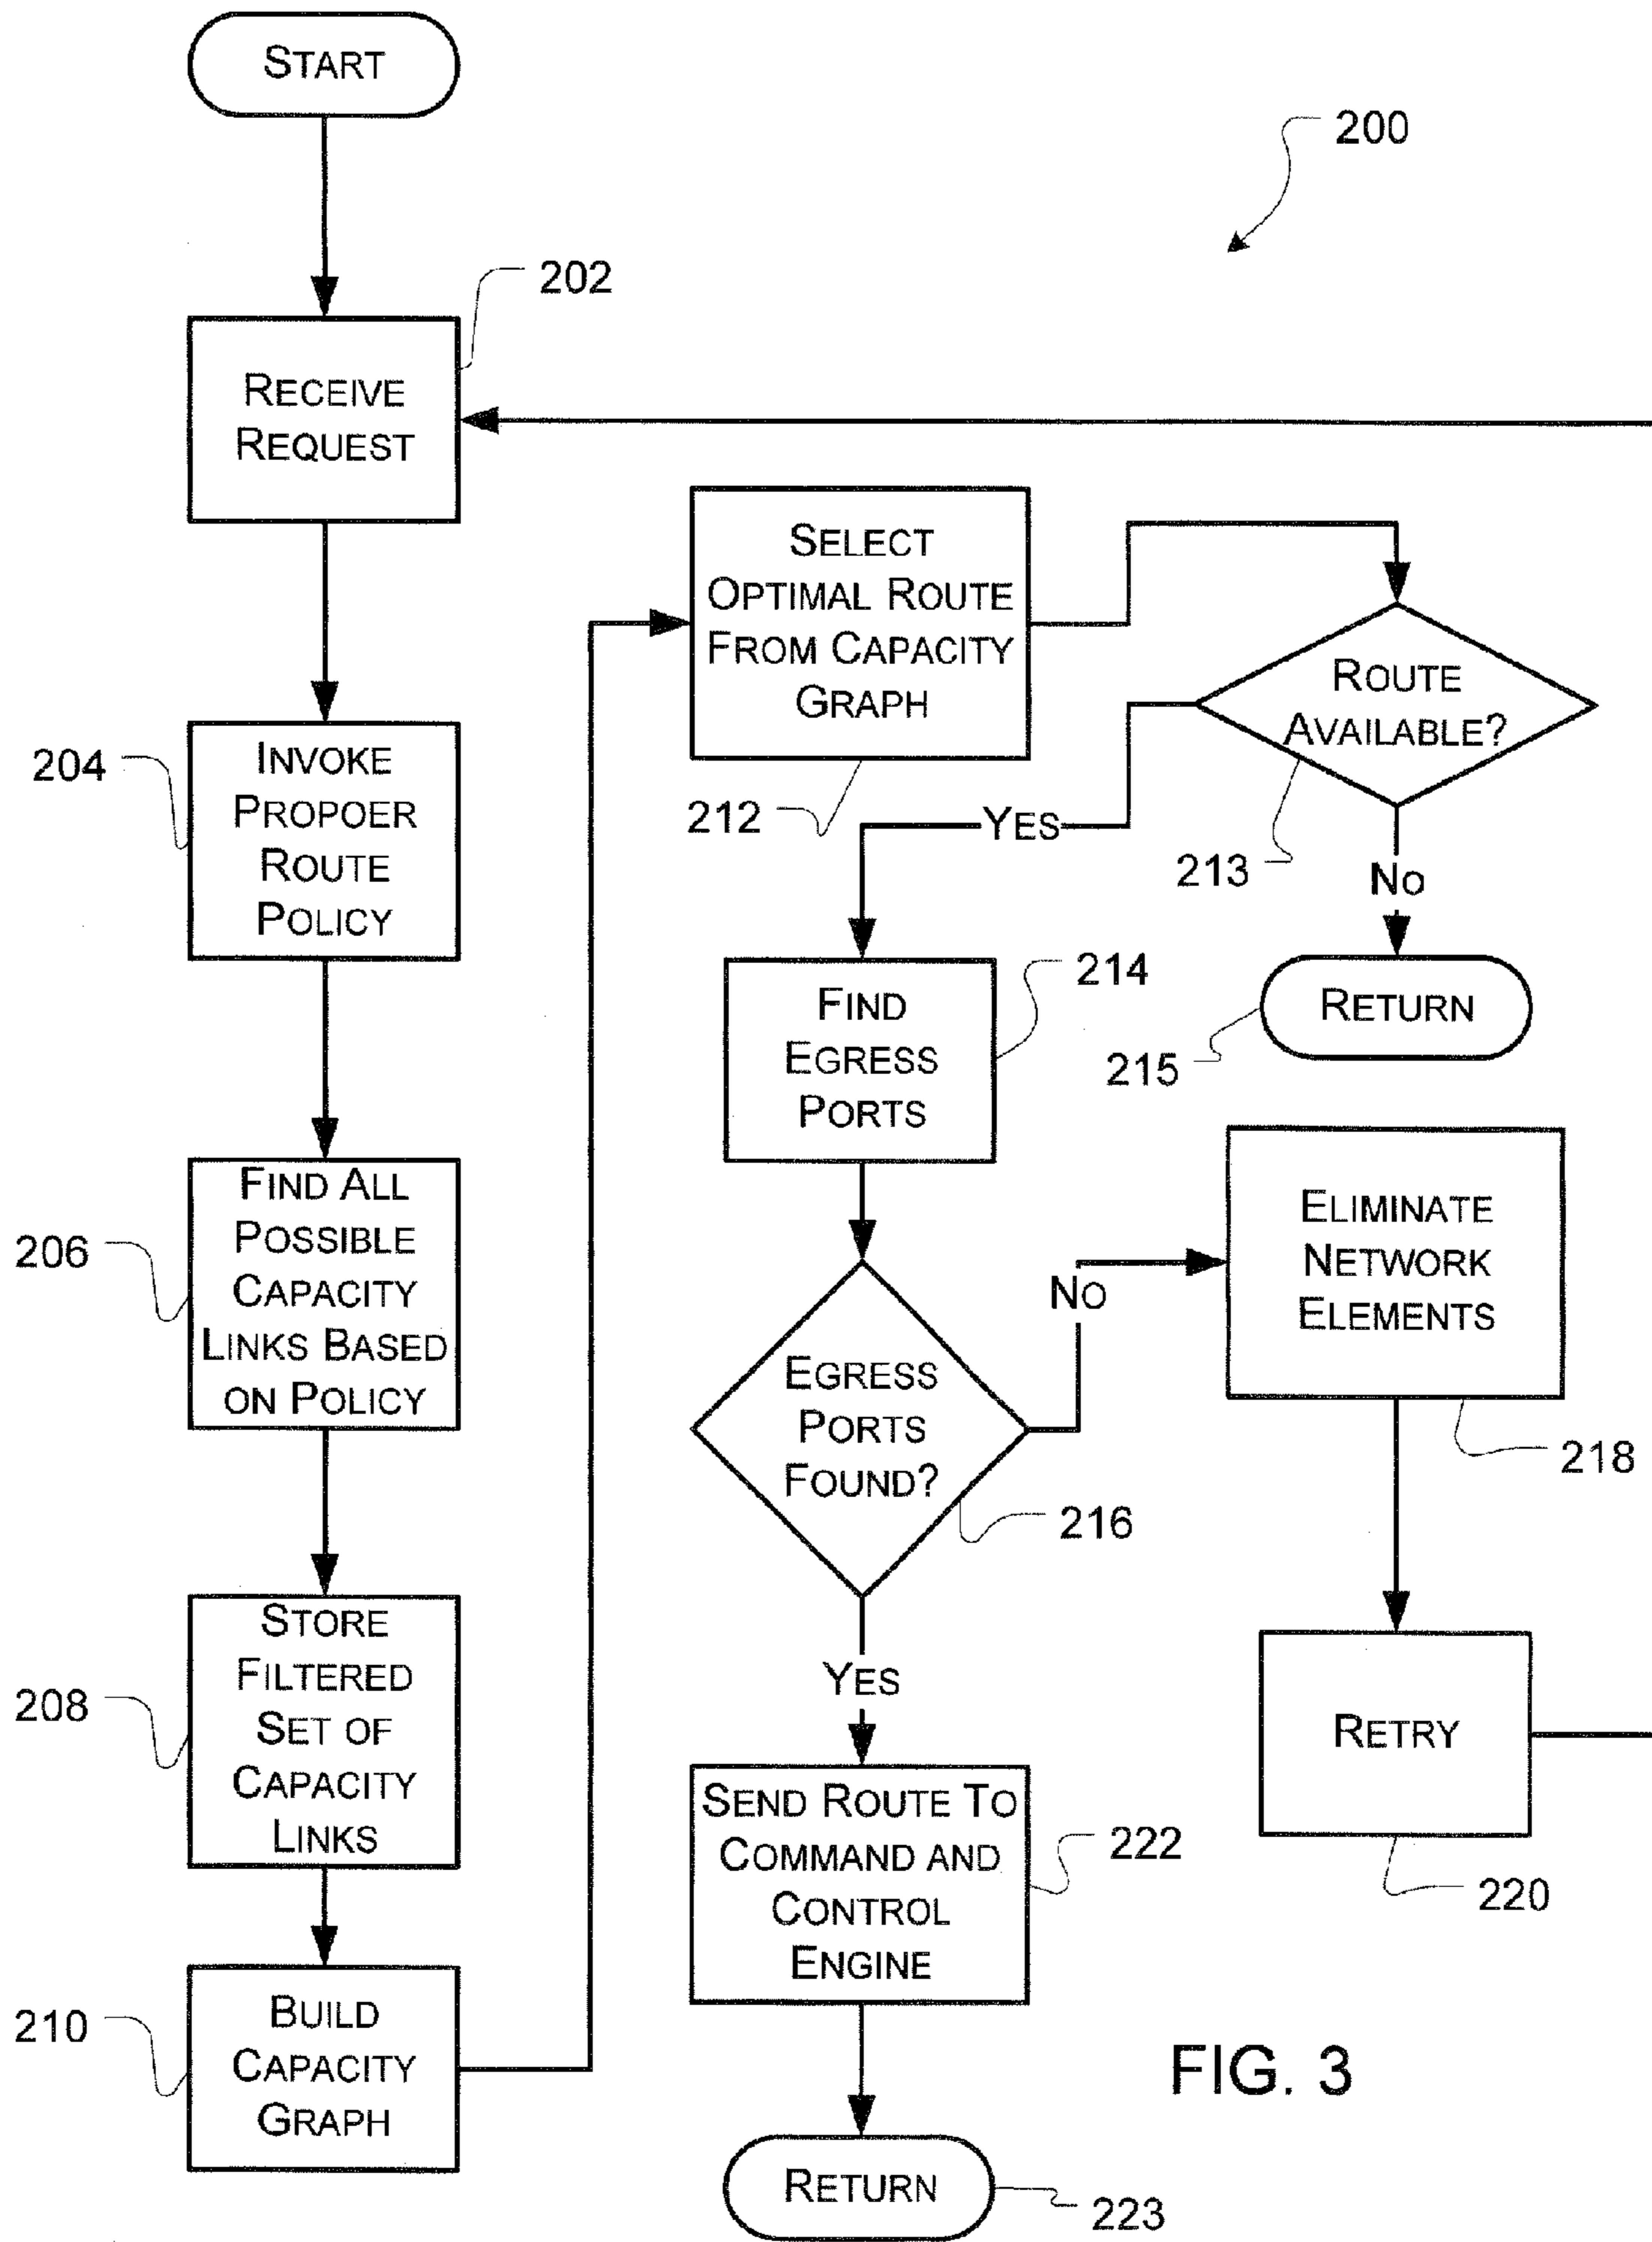 START
200
202
RECEIVE
REQUEST
204
INVOKE
PROPOER
ROUTE
POLICY
206
FIND ALL
POSSIBLE
CAPACITY
LINKS BASED
ON POLICY
208
STORE
FILTERED
SET OF
CAPACITY
LINKS
210
BUILD
CAPACITY
GRAPH
SELECT
OPTIMAL ROUTE
FROM CAPACITY
GRAPH
212
ROUTE
AVAILABLE?
213
YES
NO
RETURN
215
FIND
EGRESS
PORTS
214
EGRESS
PORTS
FOUND?
216
NO
ELIMINATE
NETWORK
ELEMENTS
218
RETRY
220
YES
SEND ROUTE TO
COMMAND AND
CONTROL
ENGINE
222
RETURN
223
FIG. 3